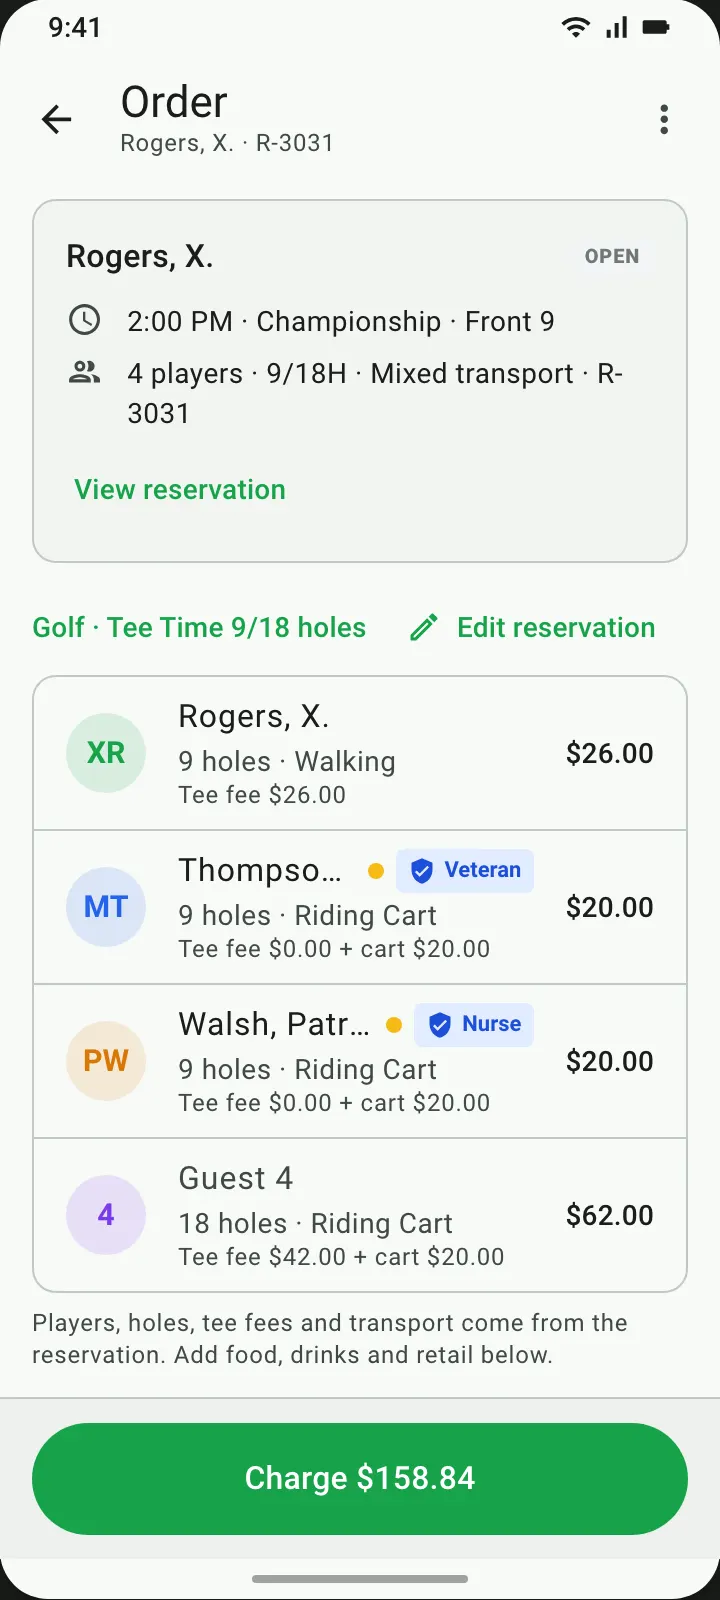 9:41
Order
Rogers, X. · R-3031
Rogers, X.
OPEN
2:00 PM · Championship · Front 9
4 players · 9/18H · Mixed transport · R-
3031
View reservation
Golf · Tee Time 9/18 holes
Edit reservation
XR
Rogers, X.
9 holes · Walking
Tee fee $26.00
$26.00
MT
Thompso...
Veteran
9 holes · Riding Cart
Tee fee $0.00 + cart $20.00
$20.00
PW
Walsh, Patr...
Nurse
9 holes · Riding Cart
Tee fee $0.00 + cart $20.00
$20.00
4
Guest 4
18 holes · Riding Cart
Tee fee $42.00 + cart $20.00
$62.00
Players, holes, tee fees and transport come from the
reservation. Add food, drinks and retail below.
Charge $158.84